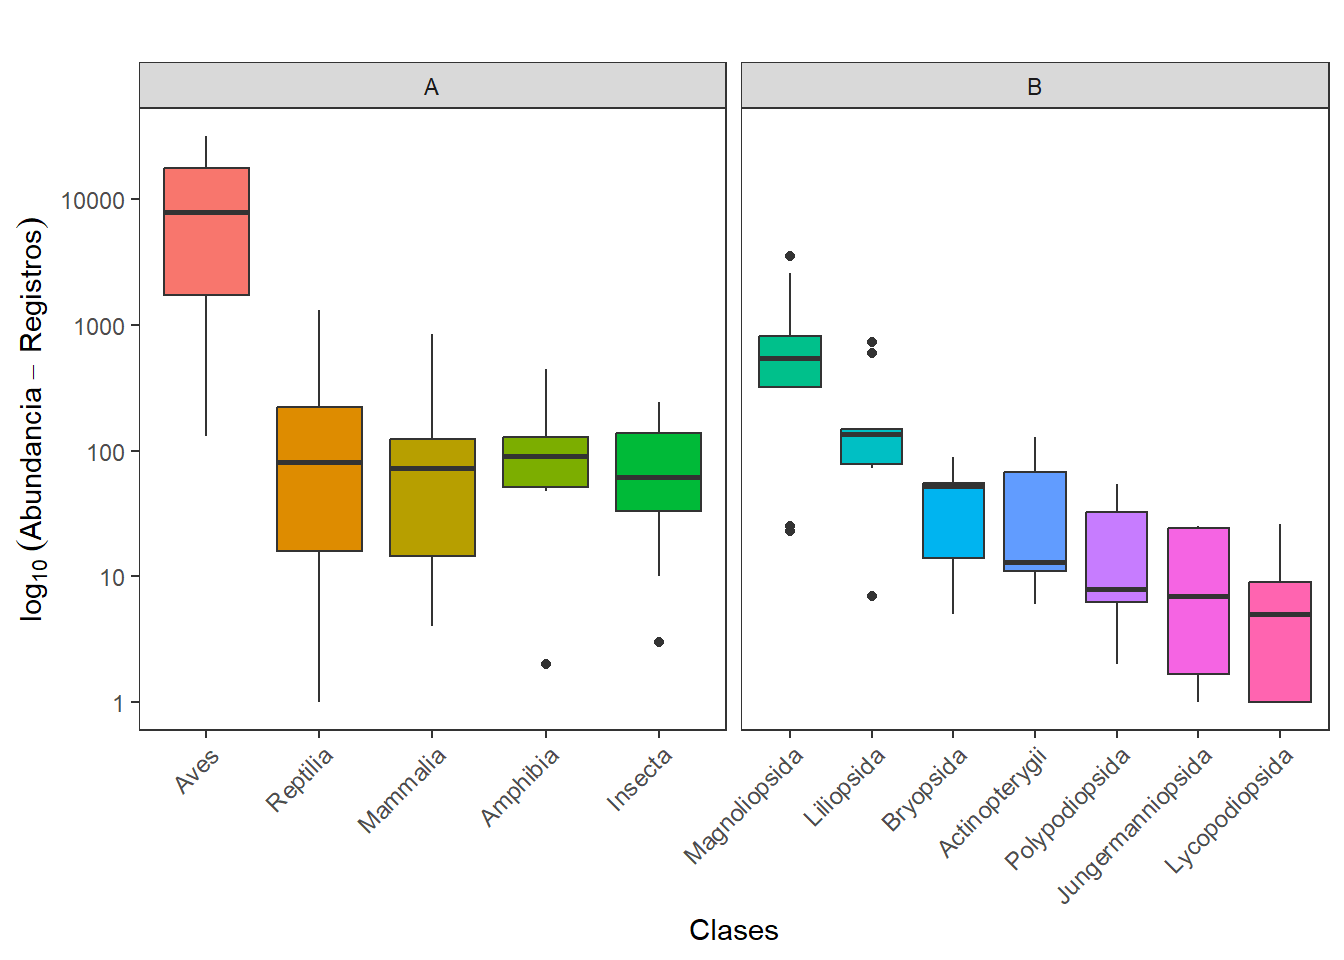 A
B
10000
1000
100
10
1
log10 (Abundancia − Registros)
Aves
Reptilia
Mammalia
Amphibia
Insecta
Magnoliopsida
Liliopsida
Bryopsida
Actinopterygii
Polypodiopsida
Jungermanniopsida
Lycopodiopsida
Clases